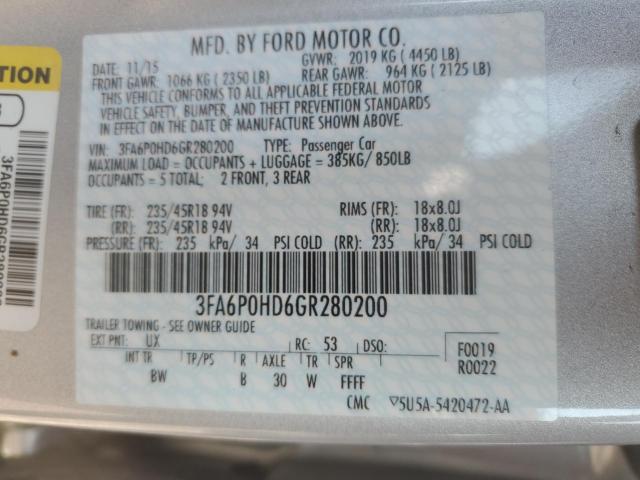 MFD. BY FORD MOTOR CO.
DATE: 11/15 GVWR: 2019 KG ( 4450 LB)
FRONT GAWR: 1066 KG ( 2350 LB) REAR GAWR: 964 KG ( 2125 LB)
THIS VEHICLE CONFORMS TO ALL APPLICABLE FEDERAL MOTOR
VEHICLE SAFETY, BUMPER, AND THEFT PREVENTION STANDARDS
IN EFFECT ON THE DATE OF MANUFACTURE SHOWN ABOVE.
VIN: 3FA6P0HD6GR280200 TYPE: Passenger Car
MAXIMUM LOAD = OCCUPANTS + LUGGAGE = 385KG/ 850LB
OCCUPANTS = 5 TOTAL; 2 FRONT, 3 REAR
TIRE (FR): 235/45R18 94V RIMS (FR): 18x8.0J
(RR): 235/45R18 94V (RR): 18x8.0J
PRESSURE (FR): 235 kPa/ 34 PSI COLD (RR): 235 kPa/ 34 PSI COLD
3FA6P0HD6GR280200
TRAILER TOWING - SEE OWNER GUIDE
EXT PNT: UX RC: 53 DSO: F0019
INT TR TP/PS R AXLE TR SPR R0022
BW B 30 W FFFF
CMC 5U5A-5420472-AA
TION
3FA6P0HD6GR280200